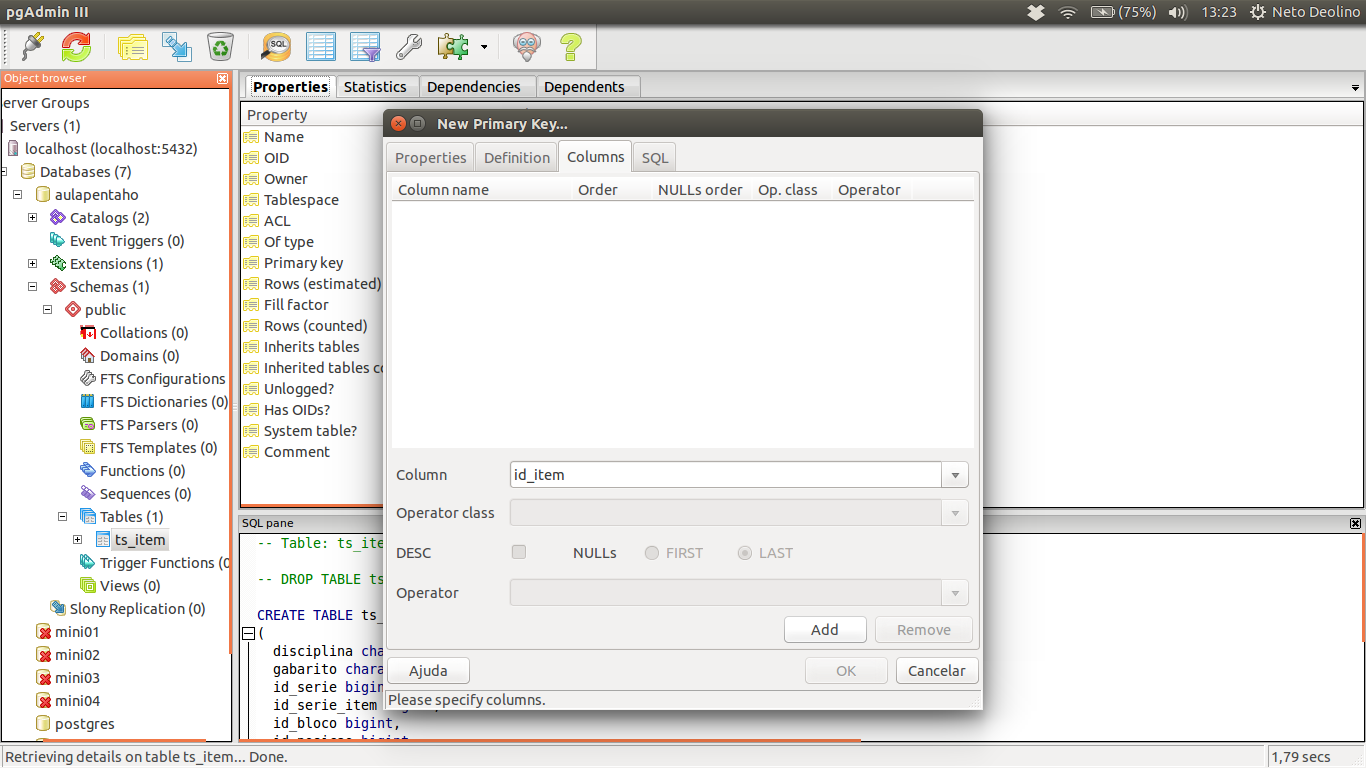 pgAdmin III
(75%) 13:23 Neto Deolino
SQL
Object browser
erver Groups
Servers (1)
localhost (localhost:5432)
Databases (7)
aulapentaho
Catalogs (2)
Event Triggers (0)
Extensions (1)
Schemas (1)
public
Collations (0)
Domains (0)
FTS Configurations
FTS Dictionaries (0)
FTS Parsers (0)
FTS Templates (0)
Functions (0)
Sequences (0)
Tables (1)
ts_item
Trigger Functions (0
Views (0)
Slony Replication (0)
mini01
mini02
mini03
mini04
postgres
Properties Statistics Dependencies Dependents
Property
Name
OID
Owner
Tablespace
ACL
Of type
Primary key
Rows (estimated)
Fill factor
Rows (counted)
Inherits tables
Inherited tables co
Unlogged?
Has OIDs?
System table?
Comment
SQL pane
-- Table: ts_ite
-- DROP TABLE ts
CREATE TABLE ts_
(
disciplina cha
gabarito chara
id_serie bigin
id_serie_item
id_bloco bigint,
New Primary Key...
Properties Definition Columns SQL
Column name Order NULLs order Op. class Operator
Column id_item
Operator class
DESC NULLs FIRST LAST
Operator
Add Remove
Ajuda OK Cancelar
Please specify columns.
Retrieving details on table ts_item... Done. 1,79 secs